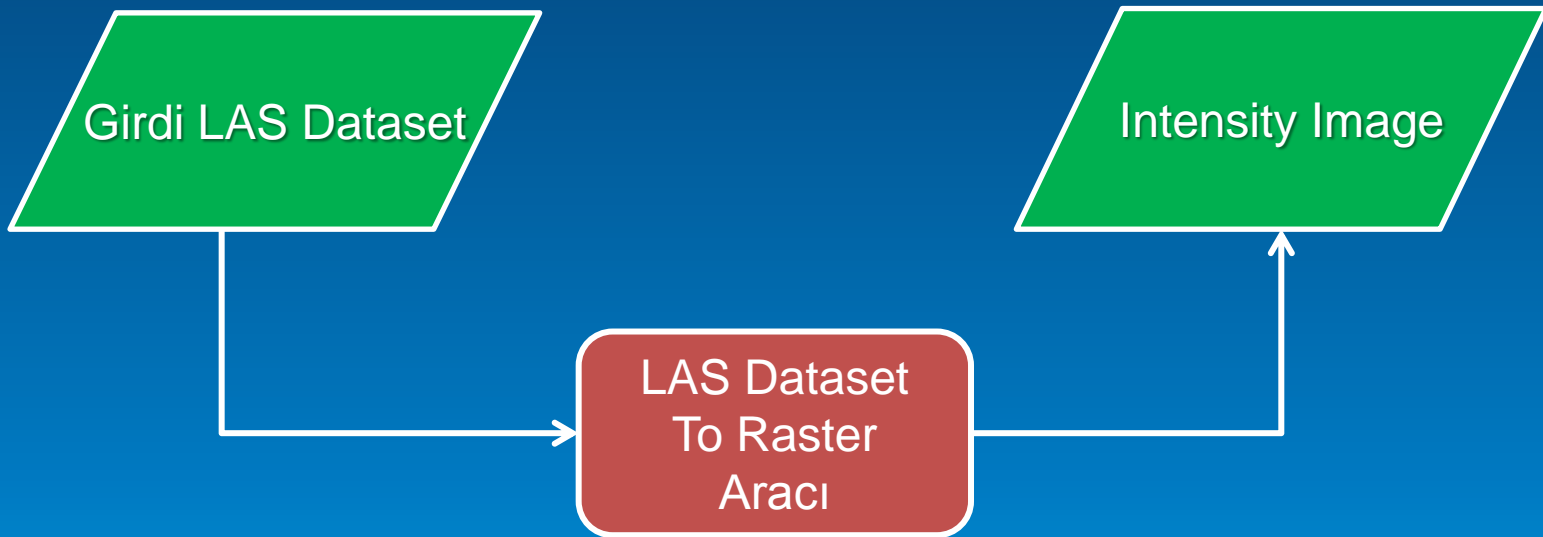 Girdi LAS Dataset
Intensity Image
LAS Dataset
To Raster
Aracı